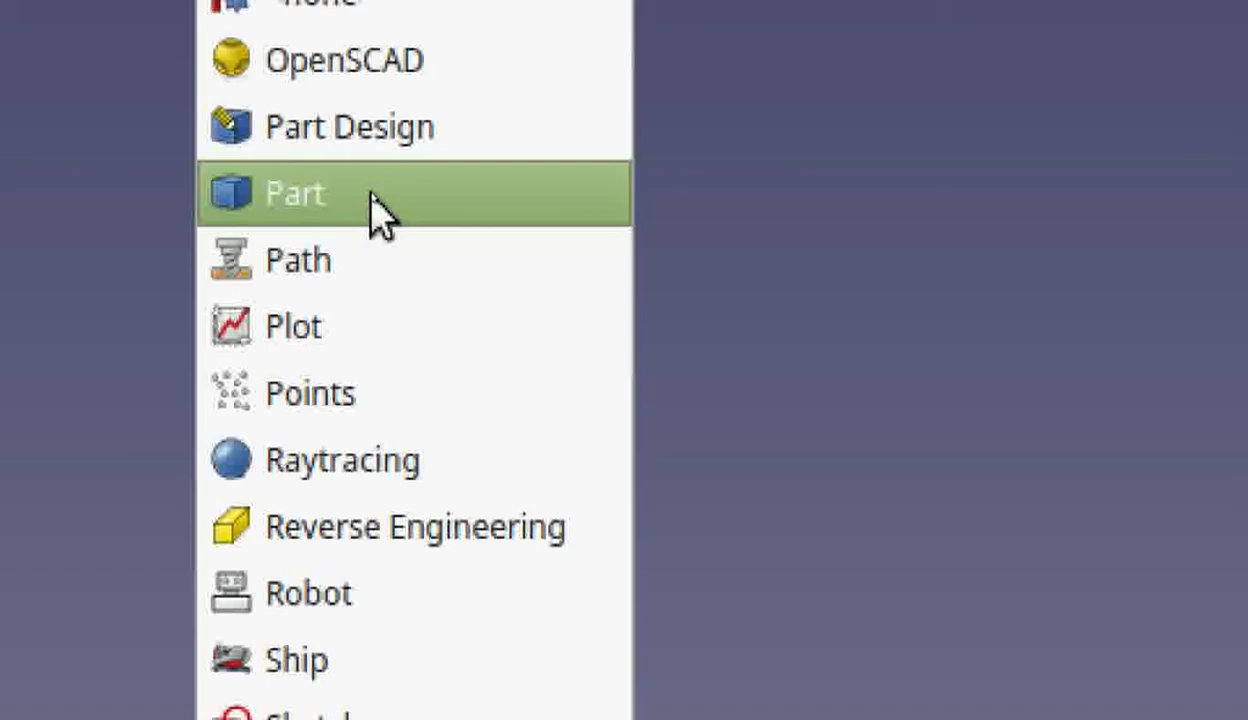 OpenSCAD
Part Design
Part
Path
Plot
Points
Raytracing
Reverse Engineering
Robot
Ship